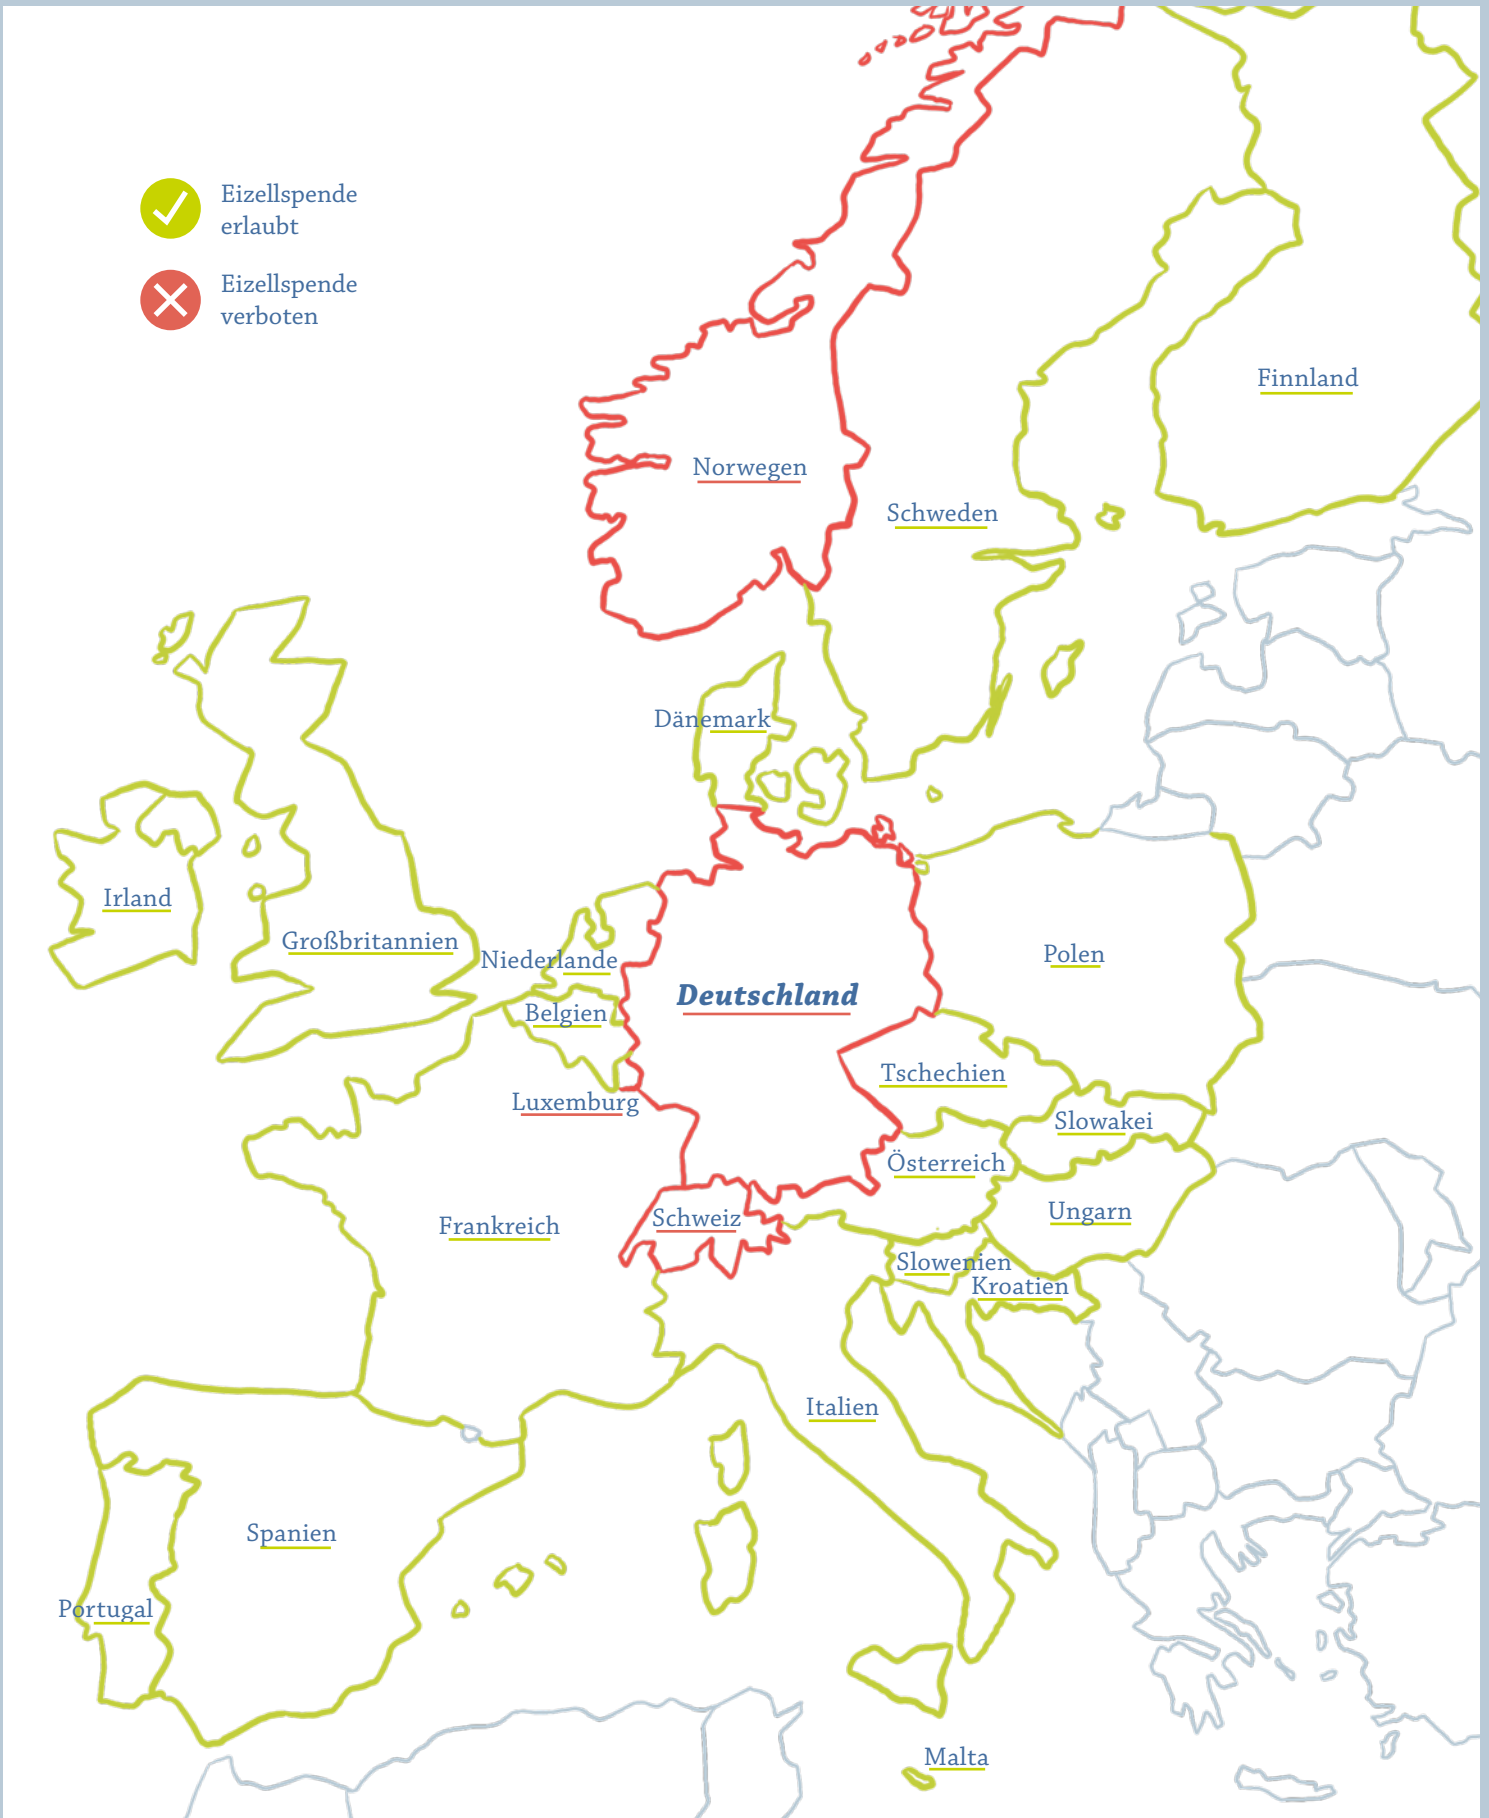 Eizellspende
erlaubt
Eizellspende
verboten
Finnland
Norwegen
Schweden
Dänemark
Irland
Großbritannien
Niederlande
Polen
Deutschland
Belgien
Tschechien
Luxemburg
Slowakei
Österreich
Ungarn
Schweiz
Frankreich
Slowenien
Kroatien
Italien
Spanien
Portugal
Malta